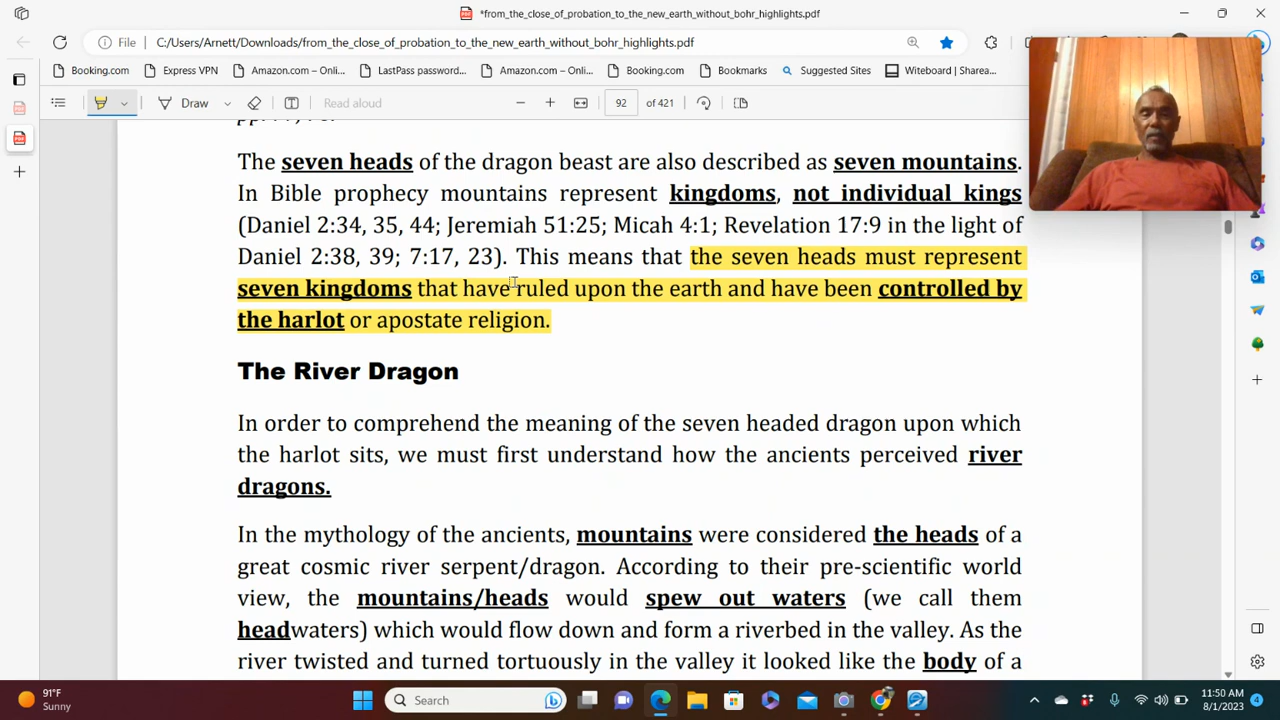 *from_the_close_of_probation_to_the_new_earth_without_bohr_highlights.pdf
File C:/Users/Arnett/Downloads/from_the_close_of_probation_to_the_new_earth_without_bohr_highlights.pdf
Booking.com Express VPN Amazon.com – Onli... LastPass password... Amazon.com – Onli... Booking.com Bookmarks Suggested Sites Witeboard | Sharea...
Draw Read aloud 92 of 421
The seven heads of the dragon beast are also described as seven mountains.
In Bible prophecy mountains represent kingdoms, not individual kings
(Daniel 2:34, 35, 44; Jeremiah 51:25; Micah 4:1; Revelation 17:9 in the light of
Daniel 2:38, 39; 7:17, 23). This means that the seven heads must represent
seven kingdoms that have ruled upon the earth and have been controlled by
the harlot or apostate religion.
The River Dragon
In order to comprehend the meaning of the seven headed dragon upon which
the harlot sits, we must first understand how the ancients perceived river
dragons.
In the mythology of the ancients, mountains were considered the heads of a
great cosmic river serpent/dragon. According to their pre-scientific world
view, the mountains/heads would spew out waters (we call them
headwaters) which would flow down and form a riverbed in the valley. As the
river twisted and turned tortuously in the valley it looked like the body of a
91°F
Sunny
Search
11:50 AM
8/1/2023
4